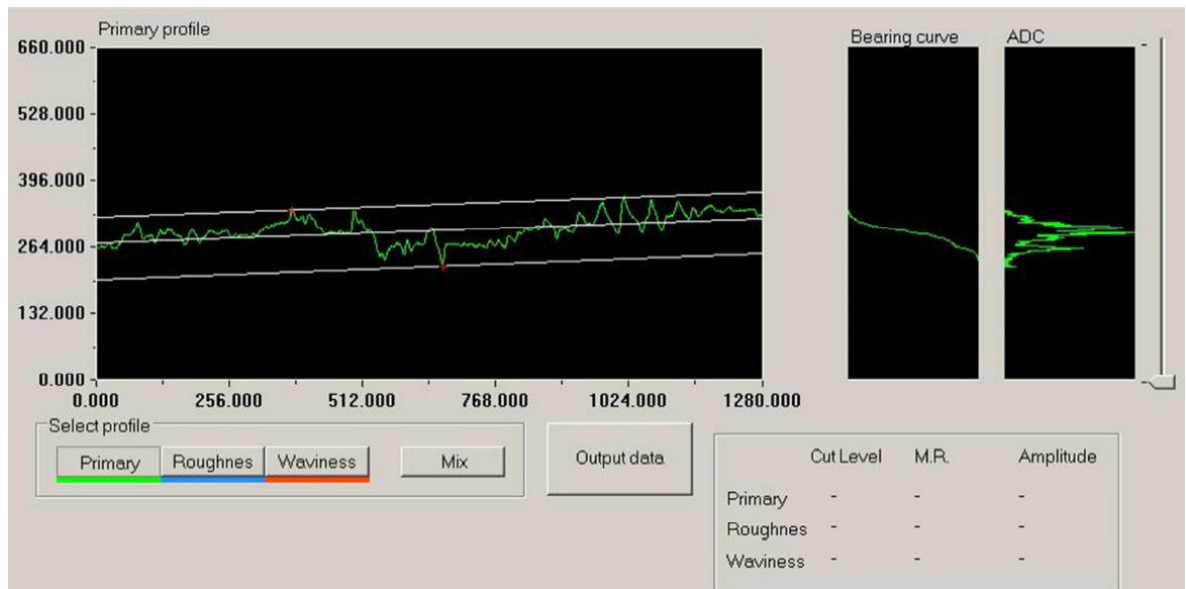 Primary profile
Bearing curve ADC
660.000
528.000
396.000
264.000
132.000
0.000
0.000 256.000 512.000 768.000 1024.000 1280.000
Select profile
Primary Roughnes Waviness Mix
Output data
Cut Level M.R. Amplitude
Primary - - -
Roughnes - - -
Waviness - - -